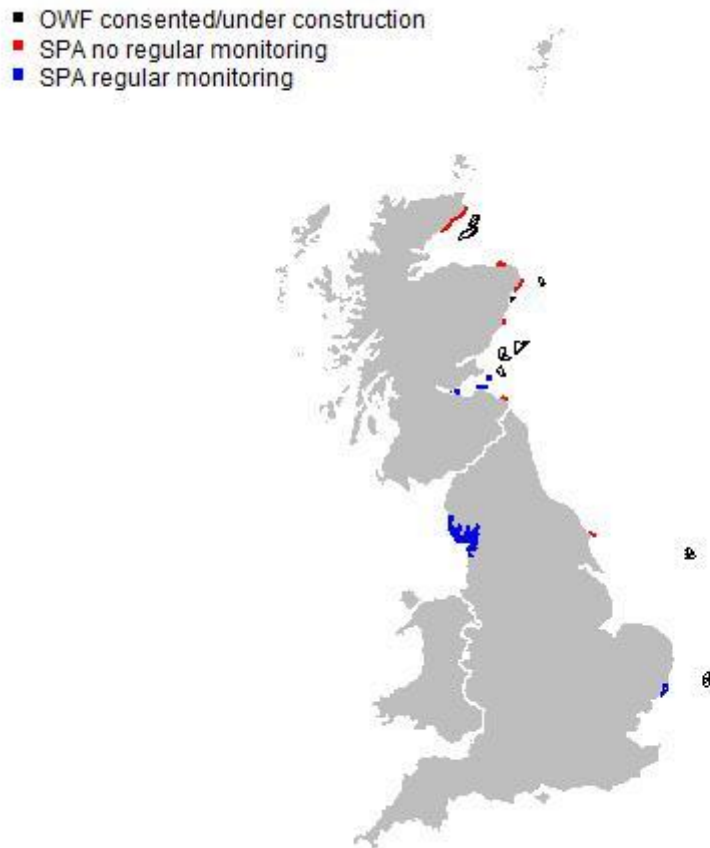 OWF consented/under construction
SPA no regular monitoring
SPA regular monitoring